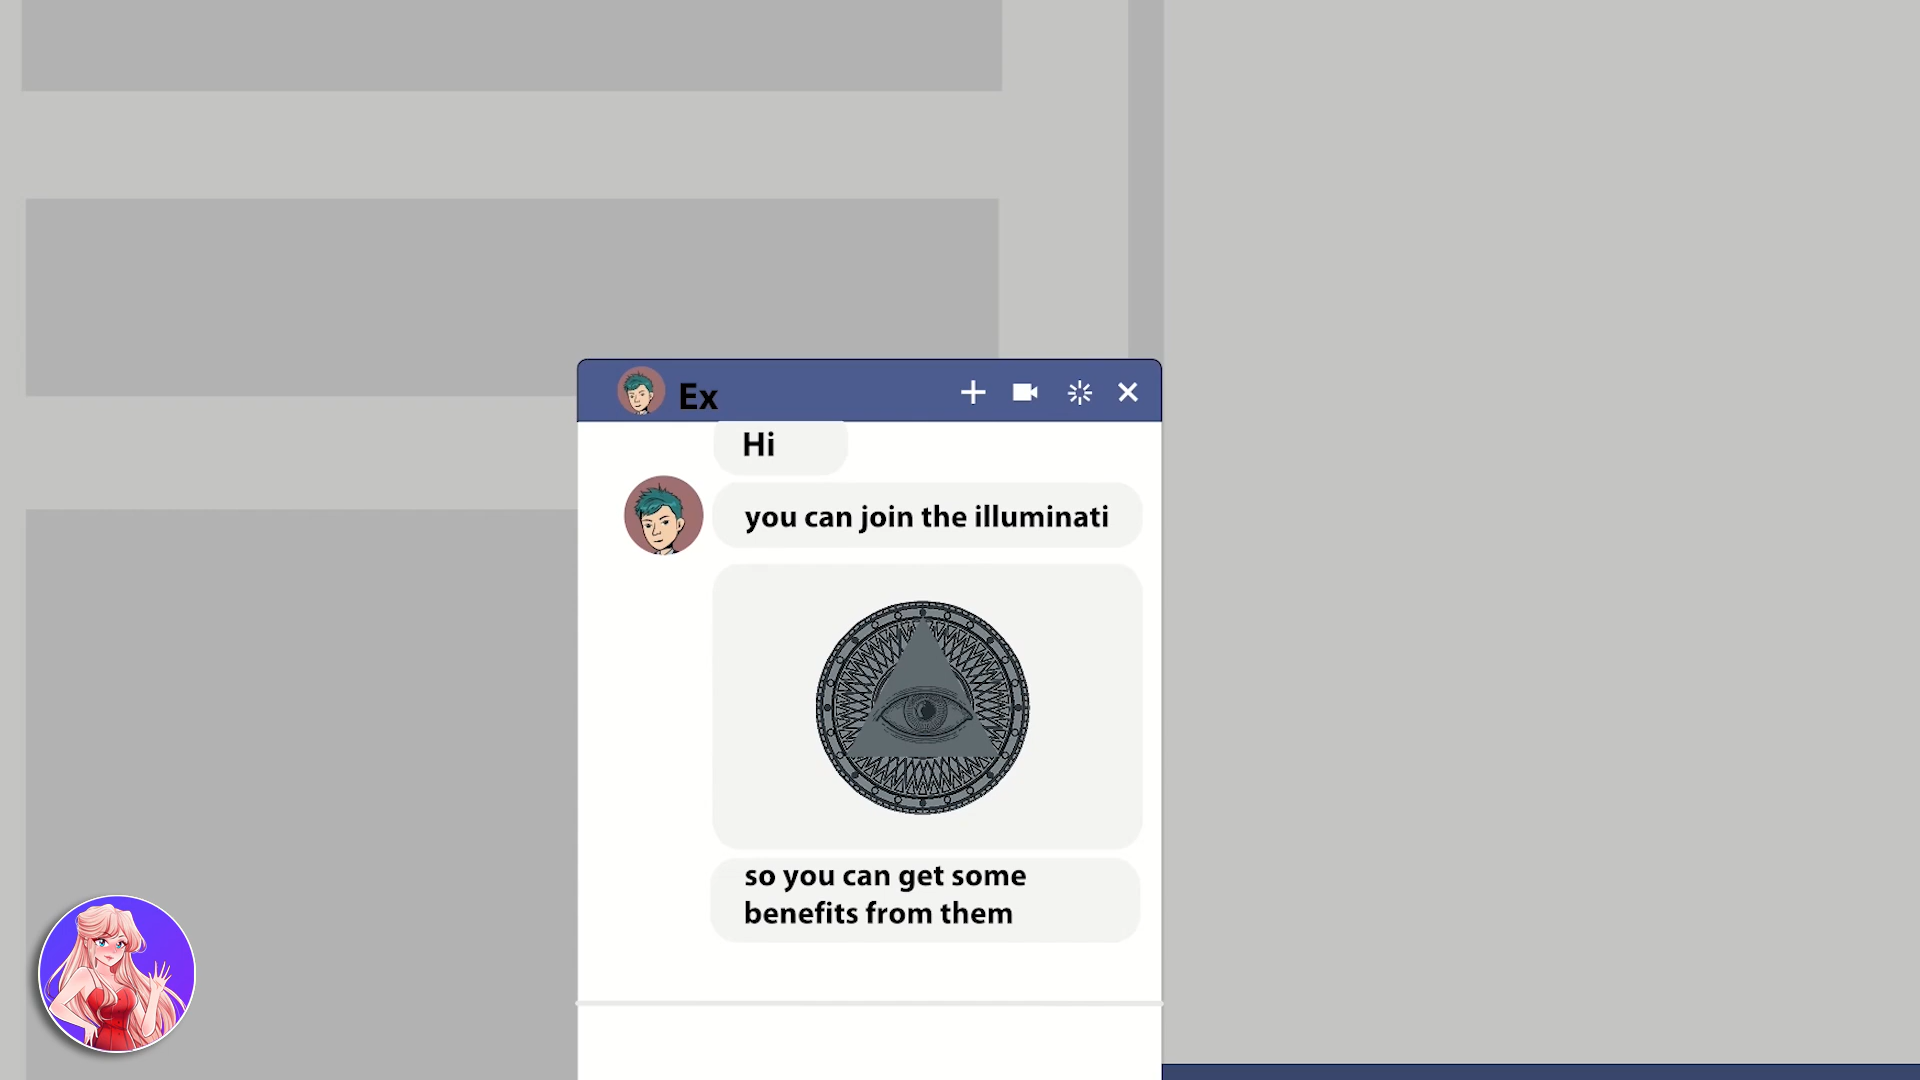 Ex
Hi
you can join the illuminati
so you can get some
benefits from them